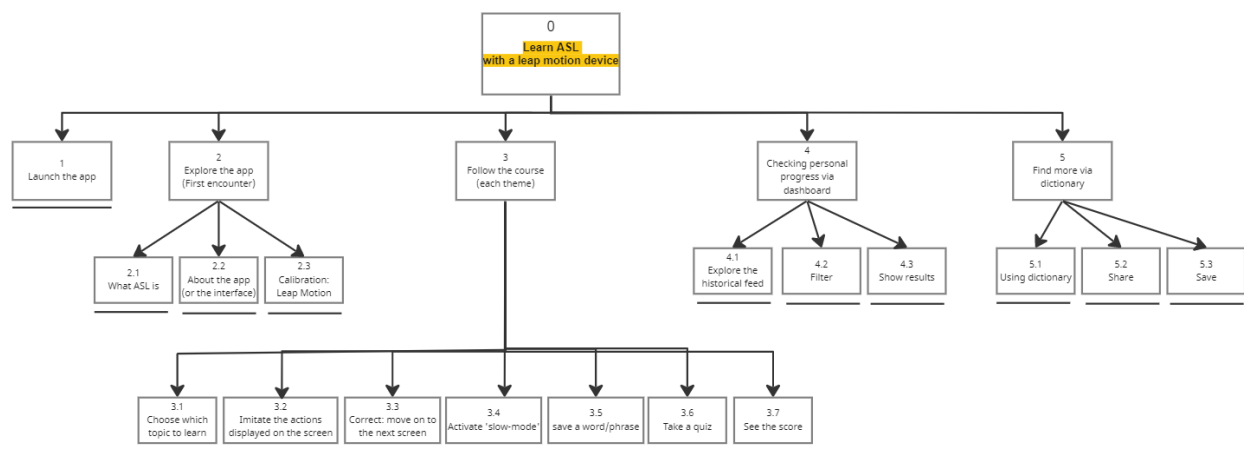 0
Learn ASL
with a leap motion device
1
Launch the app
2
Explore the app
(First encounter)
3
Follow the course
(each theme)
4
Checking personal
progress via
dashboard
5
Find more via
dictionary
2.1
What ASL is
2.2
About the app
(or the interface)
2.3
Calibration:
Leap Motion
4.1
Explore the
historical feed
4.2
Filter
4.3
Show results
5.1
Using dictionary
5.2
Share
5.3
Save
3.1
Choose which
topic to learn
3.2
Imitate the actions
displayed on the screen
3.3
Correct: move on to
the next screen
3.4
Activate 'slow-mode'
3.5
save a word/phrase
3.6
Take a quiz
3.7
See the score